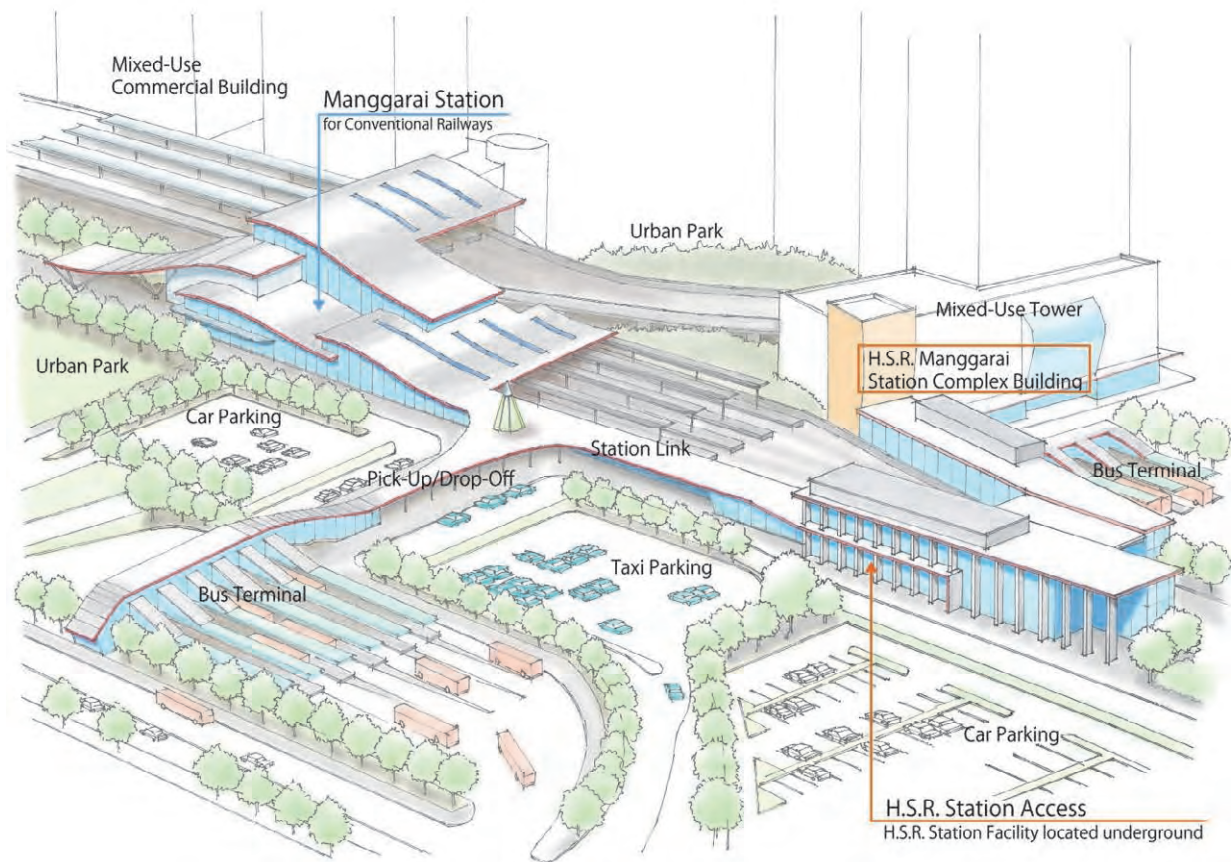 Mixed-Use
Commercial Building
Manggarai Station
for Conventional Railways
Urban Park
Mixed-Use Tower
H.S.R. Manggarai
Station Complex Building
Urban Park
Car Parking
Station Link
Bus Terminal
Pick-Up/Drop-Off
Taxi Parking
Bus Terminal
Car Parking
H.S.R. Station Access
H.S.R. Station Facility located underground